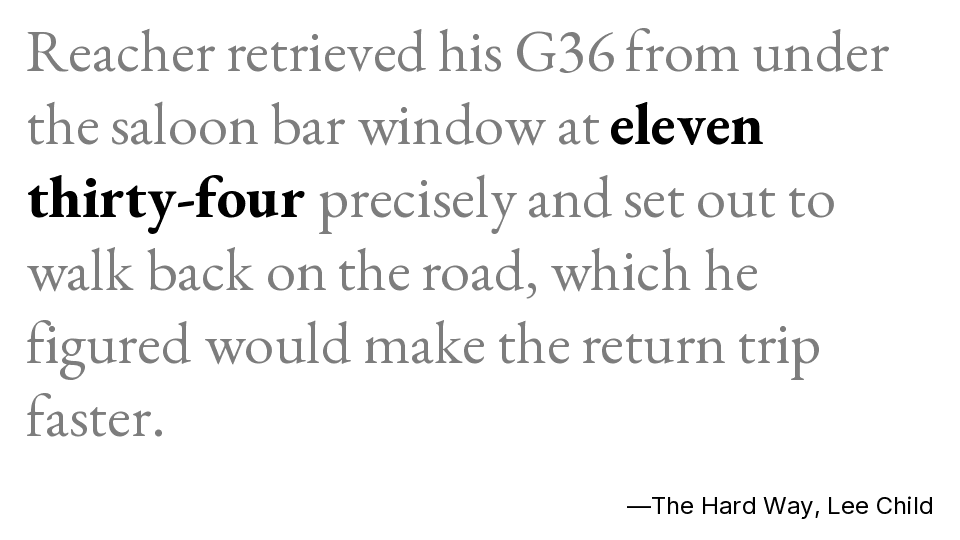 Reacher retrieved his G36 from under
the saloon bar window at eleven
thirty-four precisely and set out to
walk back on the road, which he
figured would make the return trip
faster.
—The Hard Way, Lee Child